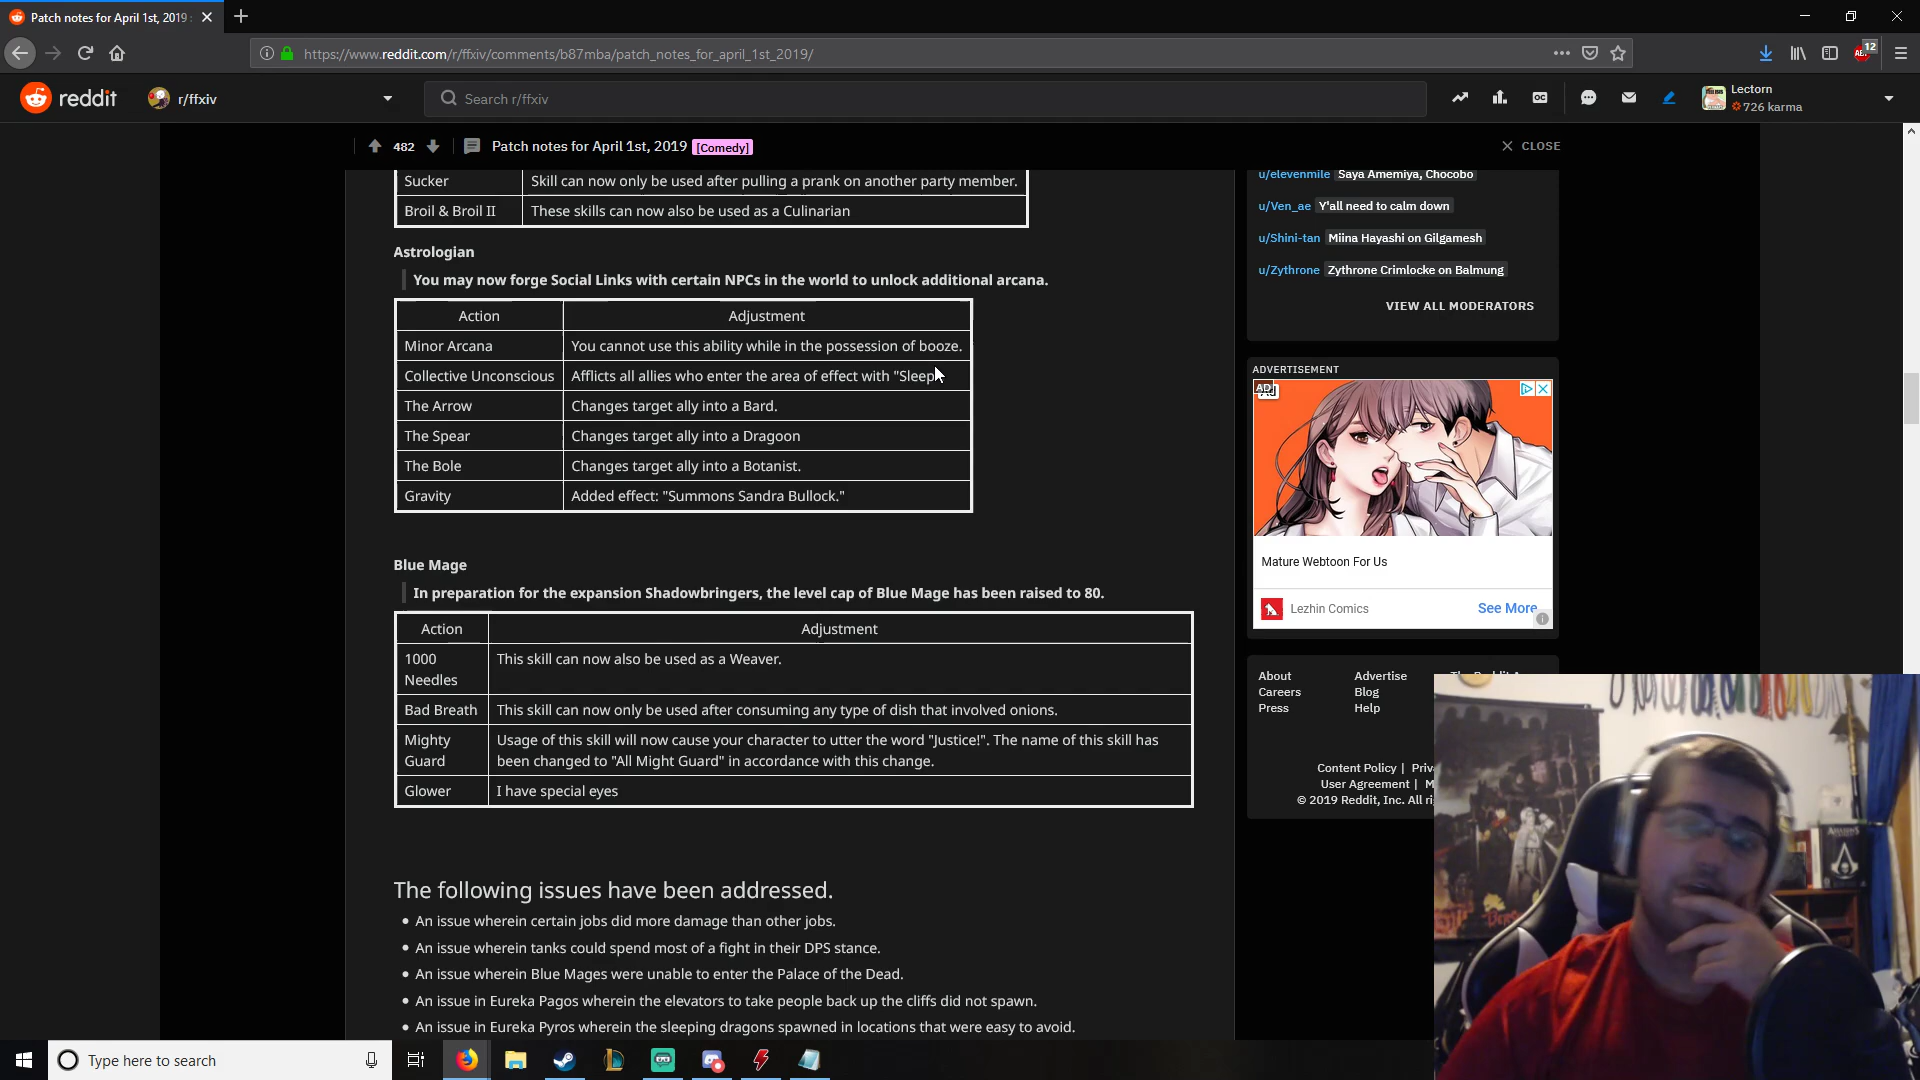 Patch notes for April 1st, 2019
https://www.reddit.com/r/ffxiv/comments/b87mba/patch_notes_for_april_1st_2019/
12
reddit
r/ffxiv
Search r/ffxiv
Lectorn
726 karma
482
Patch notes for April 1st, 2019 [Comedy]
CLOSE
Sucker Skill can now only be used after pulling a prank on another party member.
Broil & Broil II These skills can now also be used as a Culinarian
Astrologian
You may now forge Social Links with certain NPCs in the world to unlock additional arcana.
Action Adjustment
Minor Arcana You cannot use this ability while in the possession of booze.
Collective Unconscious Afflicts all allies who enter the area of effect with "Sleep
The Arrow Changes target ally into a Bard.
The Spear Changes target ally into a Dragoon
The Bole Changes target ally into a Botanist.
Gravity Added effect: "Summons Sandra Bullock."
Blue Mage
In preparation for the expansion Shadowbringers, the level cap of Blue Mage has been raised to 80.
Action Adjustment
1000 Needles This skill can now also be used as a Weaver.
Bad Breath This skill can now only be used after consuming any type of dish that involved onions.
Mighty Usage of this skill will now cause your character to utter the word "Justice!". The name of this skill has
Guard been changed to "All Might Guard" in accordance with this change.
Glower I have special eyes
The following issues have been addressed.
• An issue wherein certain jobs did more damage than other jobs.
• An issue wherein tanks could spend most of a fight in their DPS stance.
• An issue wherein Blue Mages were unable to enter the Palace of the Dead.
• An issue in Eureka Pagos wherein the elevators to take people back up the cliffs did not spawn.
• An issue in Eureka Pyros wherein the sleeping dragons spawned in locations that were easy to avoid.
u/elevenmile Saya Amemiya, Chocobo
u/Ven_ae Y'all need to calm down
u/Shini-tan Miina Hayashi on Gilgamesh
u/Zythrone Zythrone Crimlocke on Balmung
VIEW ALL MODERATORS
ADVERTISEMENT
AD
Mature Webtoon For Us
Lezhin Comics
See More
About Advertise
Careers Blog
Press Help
Content Policy |
User Agreement |
© 2019 Reddit, Inc. All
Type here to search